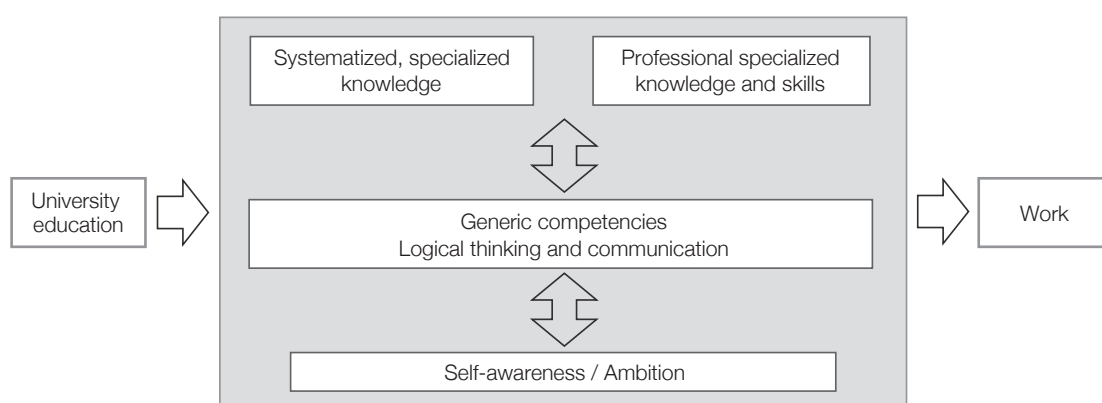 Systematized, specialized
knowledge
Professional specialized
knowledge and skills
University
education
Generic competencies
Logical thinking and communication
Work
Self-awareness / Ambition